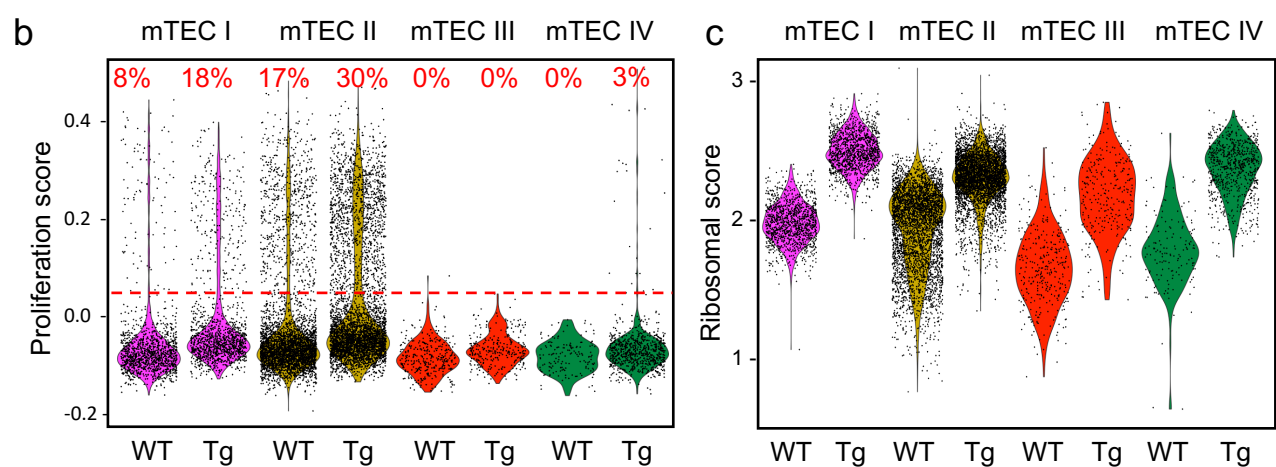 b
mTEC I mTEC II mTEC III mTEC IV
8% 18% 17% 30% 0% 0% 0% 3%
Proliferation score
0.4
0.2
0.0
-0.2
WT Tg WT Tg WT Tg WT Tg
c
mTEC I mTEC II mTEC III mTEC IV
Ribosomal score
3
2
1
WT Tg WT Tg WT Tg WT Tg